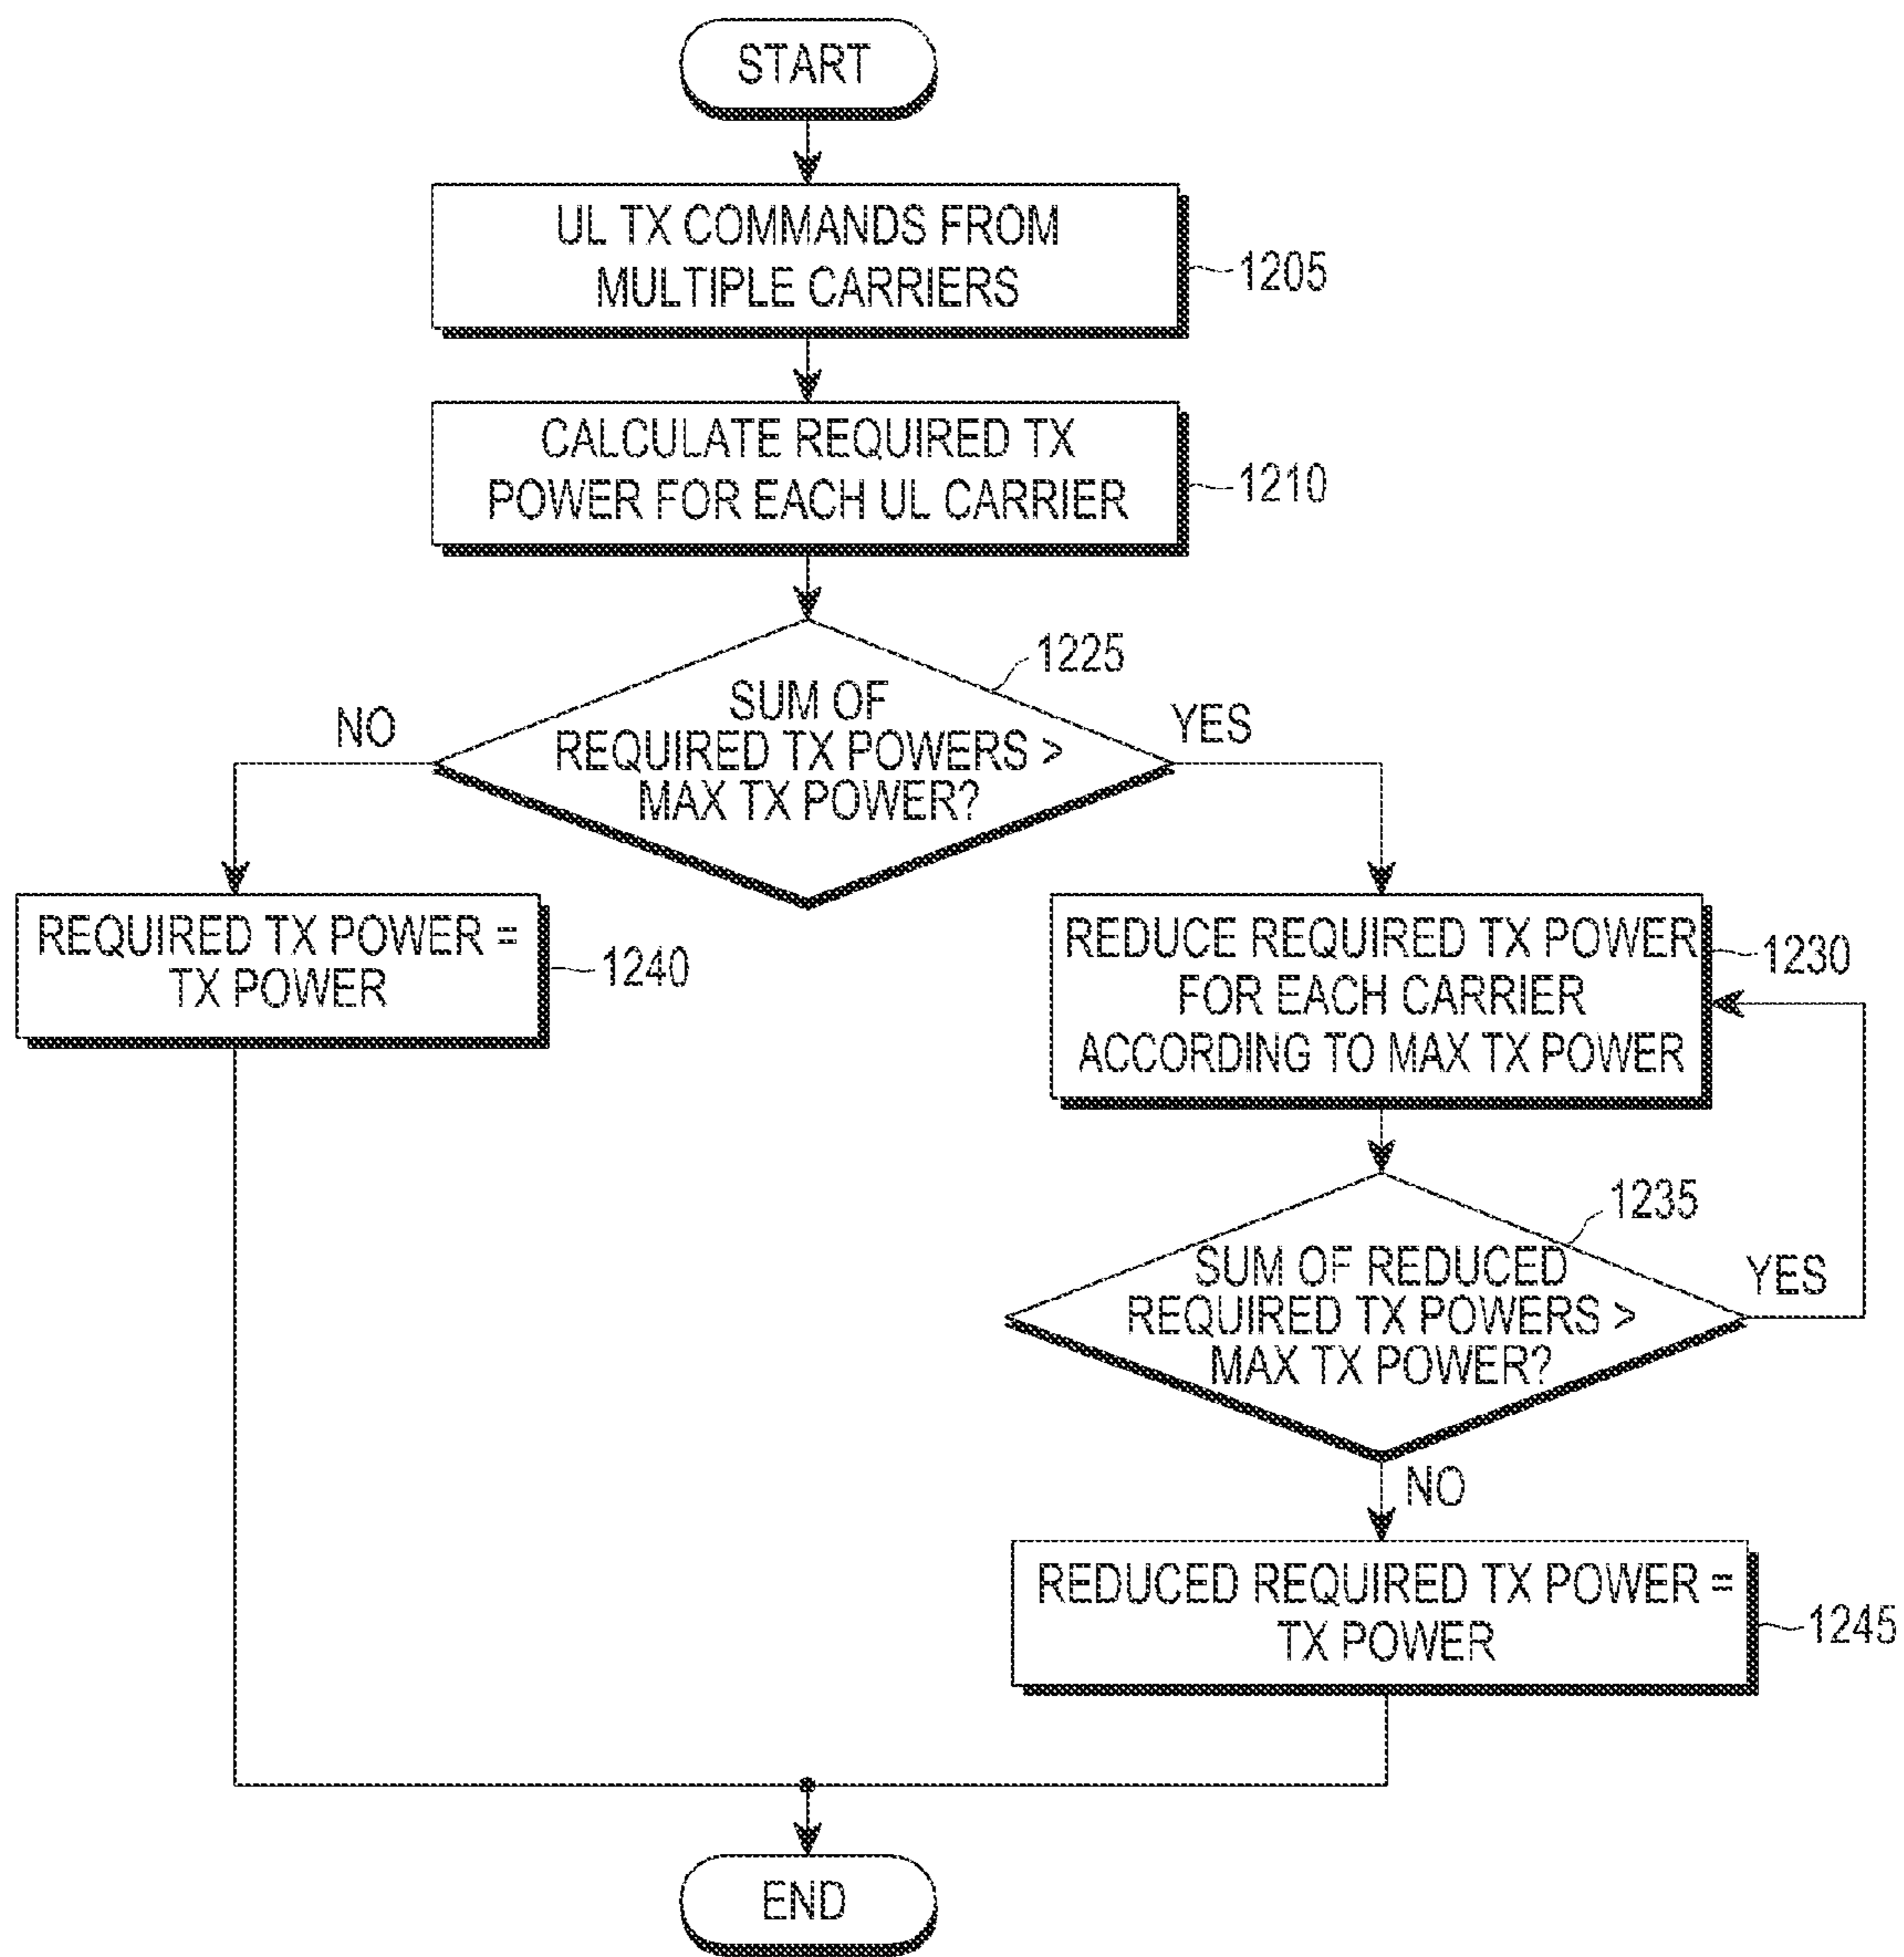 START
UL TX COMMANDS FROM
MULTIPLE CARRIERS
1205
CALCULATE REQUIRED TX
POWER FOR EACH UL CARRIER
1210
1225
SUM OF
REQUIRED TX POWERS >
MAX TX POWER?
NO
YES
REQUIRED TX POWER =
TX POWER
1240
REDUCE REQUIRED TX POWER
FOR EACH CARRIER
ACCORDING TO MAX TX POWER
1230
1235
SUM OF REDUCED
REQUIRED TX POWERS >
MAX TX POWER?
YES
NO
REDUCED REQUIRED TX POWER =
TX POWER
1245
END